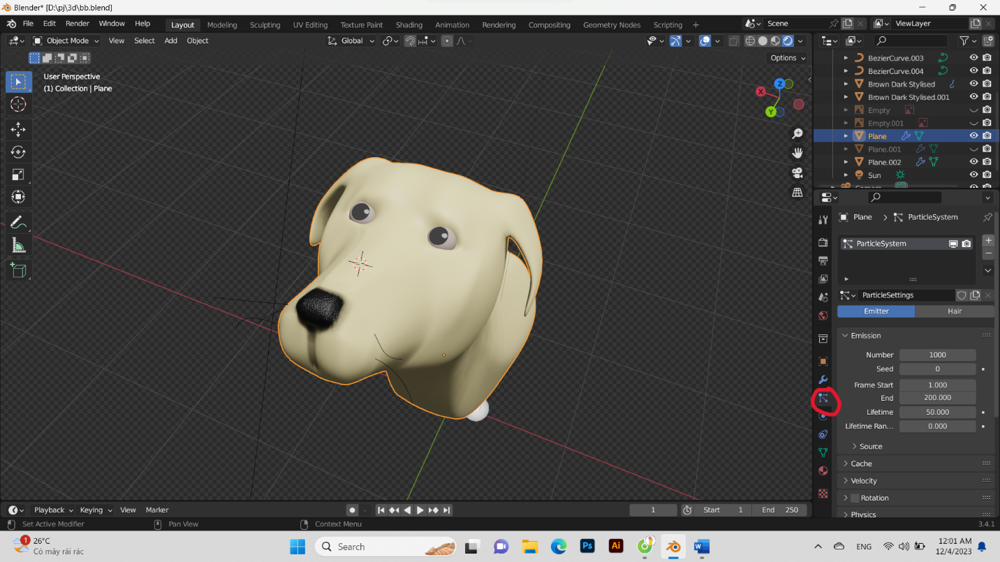 Blender* [D:\pj\3d\bb.blend]
File Edit Render Window Help Layout Modeling Sculpting UV Editing Texture Paint Shading Animation Rendering Compositing Geometry Nodes Scripting + Scene ViewLayer
Object Mode View Select Add Object Global
Options
User Perspective
(1) Collection | Plane
Z
X
Y
BezierCurve.003
BezierCurve.004
Brown Dark Stylised
Brown Dark Stylised.001
Empty
Empty.001
Plane
Plane.001
Plane.002
Sun
Plane > ParticleSystem
ParticleSystem
ParticleSettings
Emitter Hair
Emission
Number 1000
Seed 0
Frame Start 1.000
End 200.000
Lifetime 50.000
Lifetime Ran... 0.000
Source
Cache
Velocity
Rotation
Physics
Playback Keying View Marker 1 Start 1 End 250
Set Active Modifier Pan View Context Menu 3.4.1
1 26°C
Có mây rải rác
Search
Ps Ai W
ENG
12:01 AM
12/4/2023